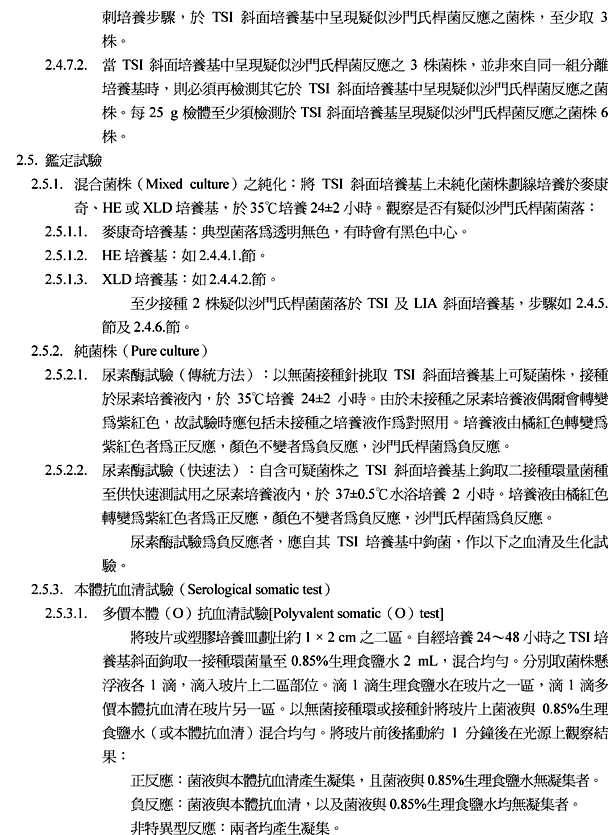 刺培養步驟，於 TSI 斜面培養基中呈現疑似沙門氏桿菌反應之菌株，至少取 3
株。
2.4.7.2. 當 TSI 斜面培養基中呈現疑似沙門氏桿菌反應之 3 株菌株，並非來自同一組分離
培養基時，則必須再檢測其它於 TSI 斜面培養基中呈現疑似沙門氏桿菌反應之菌
株。每 25 g 檢體至少須檢測於 TSI 斜面培養基呈現疑似沙門氏桿菌反應之菌株 6
株。
2.5. 鑑定試驗
2.5.1. 混合菌株（Mixed culture）之純化：將 TSI 斜面培養基上未純化菌株劃線培養於麥康
奇、HE 或 XLD 培養基，於 35℃培養 24±2 小時。觀察是否有疑似沙門氏桿菌菌落：
2.5.1.1. 麥康奇培養基：典型菌落為透明無色，有時會有黑色中心。
2.5.1.2. HE 培養基：如 2.4.4.1.節。
2.5.1.3. XLD 培養基：如 2.4.4.2.節。
至少接種 2 株疑似沙門氏桿菌菌落於 TSI 及 LIA 斜面培養基，步驟如 2.4.5.
節及 2.4.6.節。
2.5.2. 純菌株（Pure culture）
2.5.2.1. 尿素酶試驗（傳統方法）：以無菌接種針挑取 TSI 斜面培養基上可疑菌株，接種
於尿素培養液內，於 35℃培養 24±2 小時。由於未接種之尿素培養液偶爾會轉變
為紫紅色，故試驗時應包括未接種之培養液作為對照用。培養液由橘紅色轉變為
紫紅色者為正反應，顏色不變者為負反應，沙門氏桿菌為負反應。
2.5.2.2. 尿素酶試驗（快速法）：自含可疑菌株之 TSI 斜面培養基上鉤取二接種環量菌種
至供快速測試用之尿素培養液內，於 37±0.5℃水浴培養 2 小時。培養液由橘紅色
轉變為紫紅色者為正反應，顏色不變者為負反應，沙門氏桿菌為負反應。
尿素酶試驗為負反應者，應自其 TSI 培養基中鉤菌，作以下之血清及生化試
驗。
2.5.3. 本體抗血清試驗（Serological somatic test）
2.5.3.1. 多價本體（O）抗血清試驗[Polyvalent somatic（O）test]
將玻片或塑膠培養皿劃出約 1 × 2 cm 之二區。自經培養 24～48 小時之 TSI 培
養基斜面鉤取一接種環菌量至 0.85%生理食鹽水 2 mL，混合均勻。分別取菌株懸
浮液各 1 滴，滴入玻片上二區部位。滴 1 滴生理食鹽水在玻片之一區，滴 1 滴多
價本體抗血清在玻片另一區。以無菌接種環或接種針將玻片上菌液與 0.85%生理
食鹽水（或本體抗血清）混合均勻。將玻片前後搖動約 1 分鐘後在光源上觀察結
果：
正反應：菌液與本體抗血清產生凝集，且菌液與 0.85%生理食鹽水無凝集者。
負反應：菌液與本體抗血清，以及菌液與 0.85%生理食鹽水均無凝集者。
非特異型反應：兩者均產生凝集。